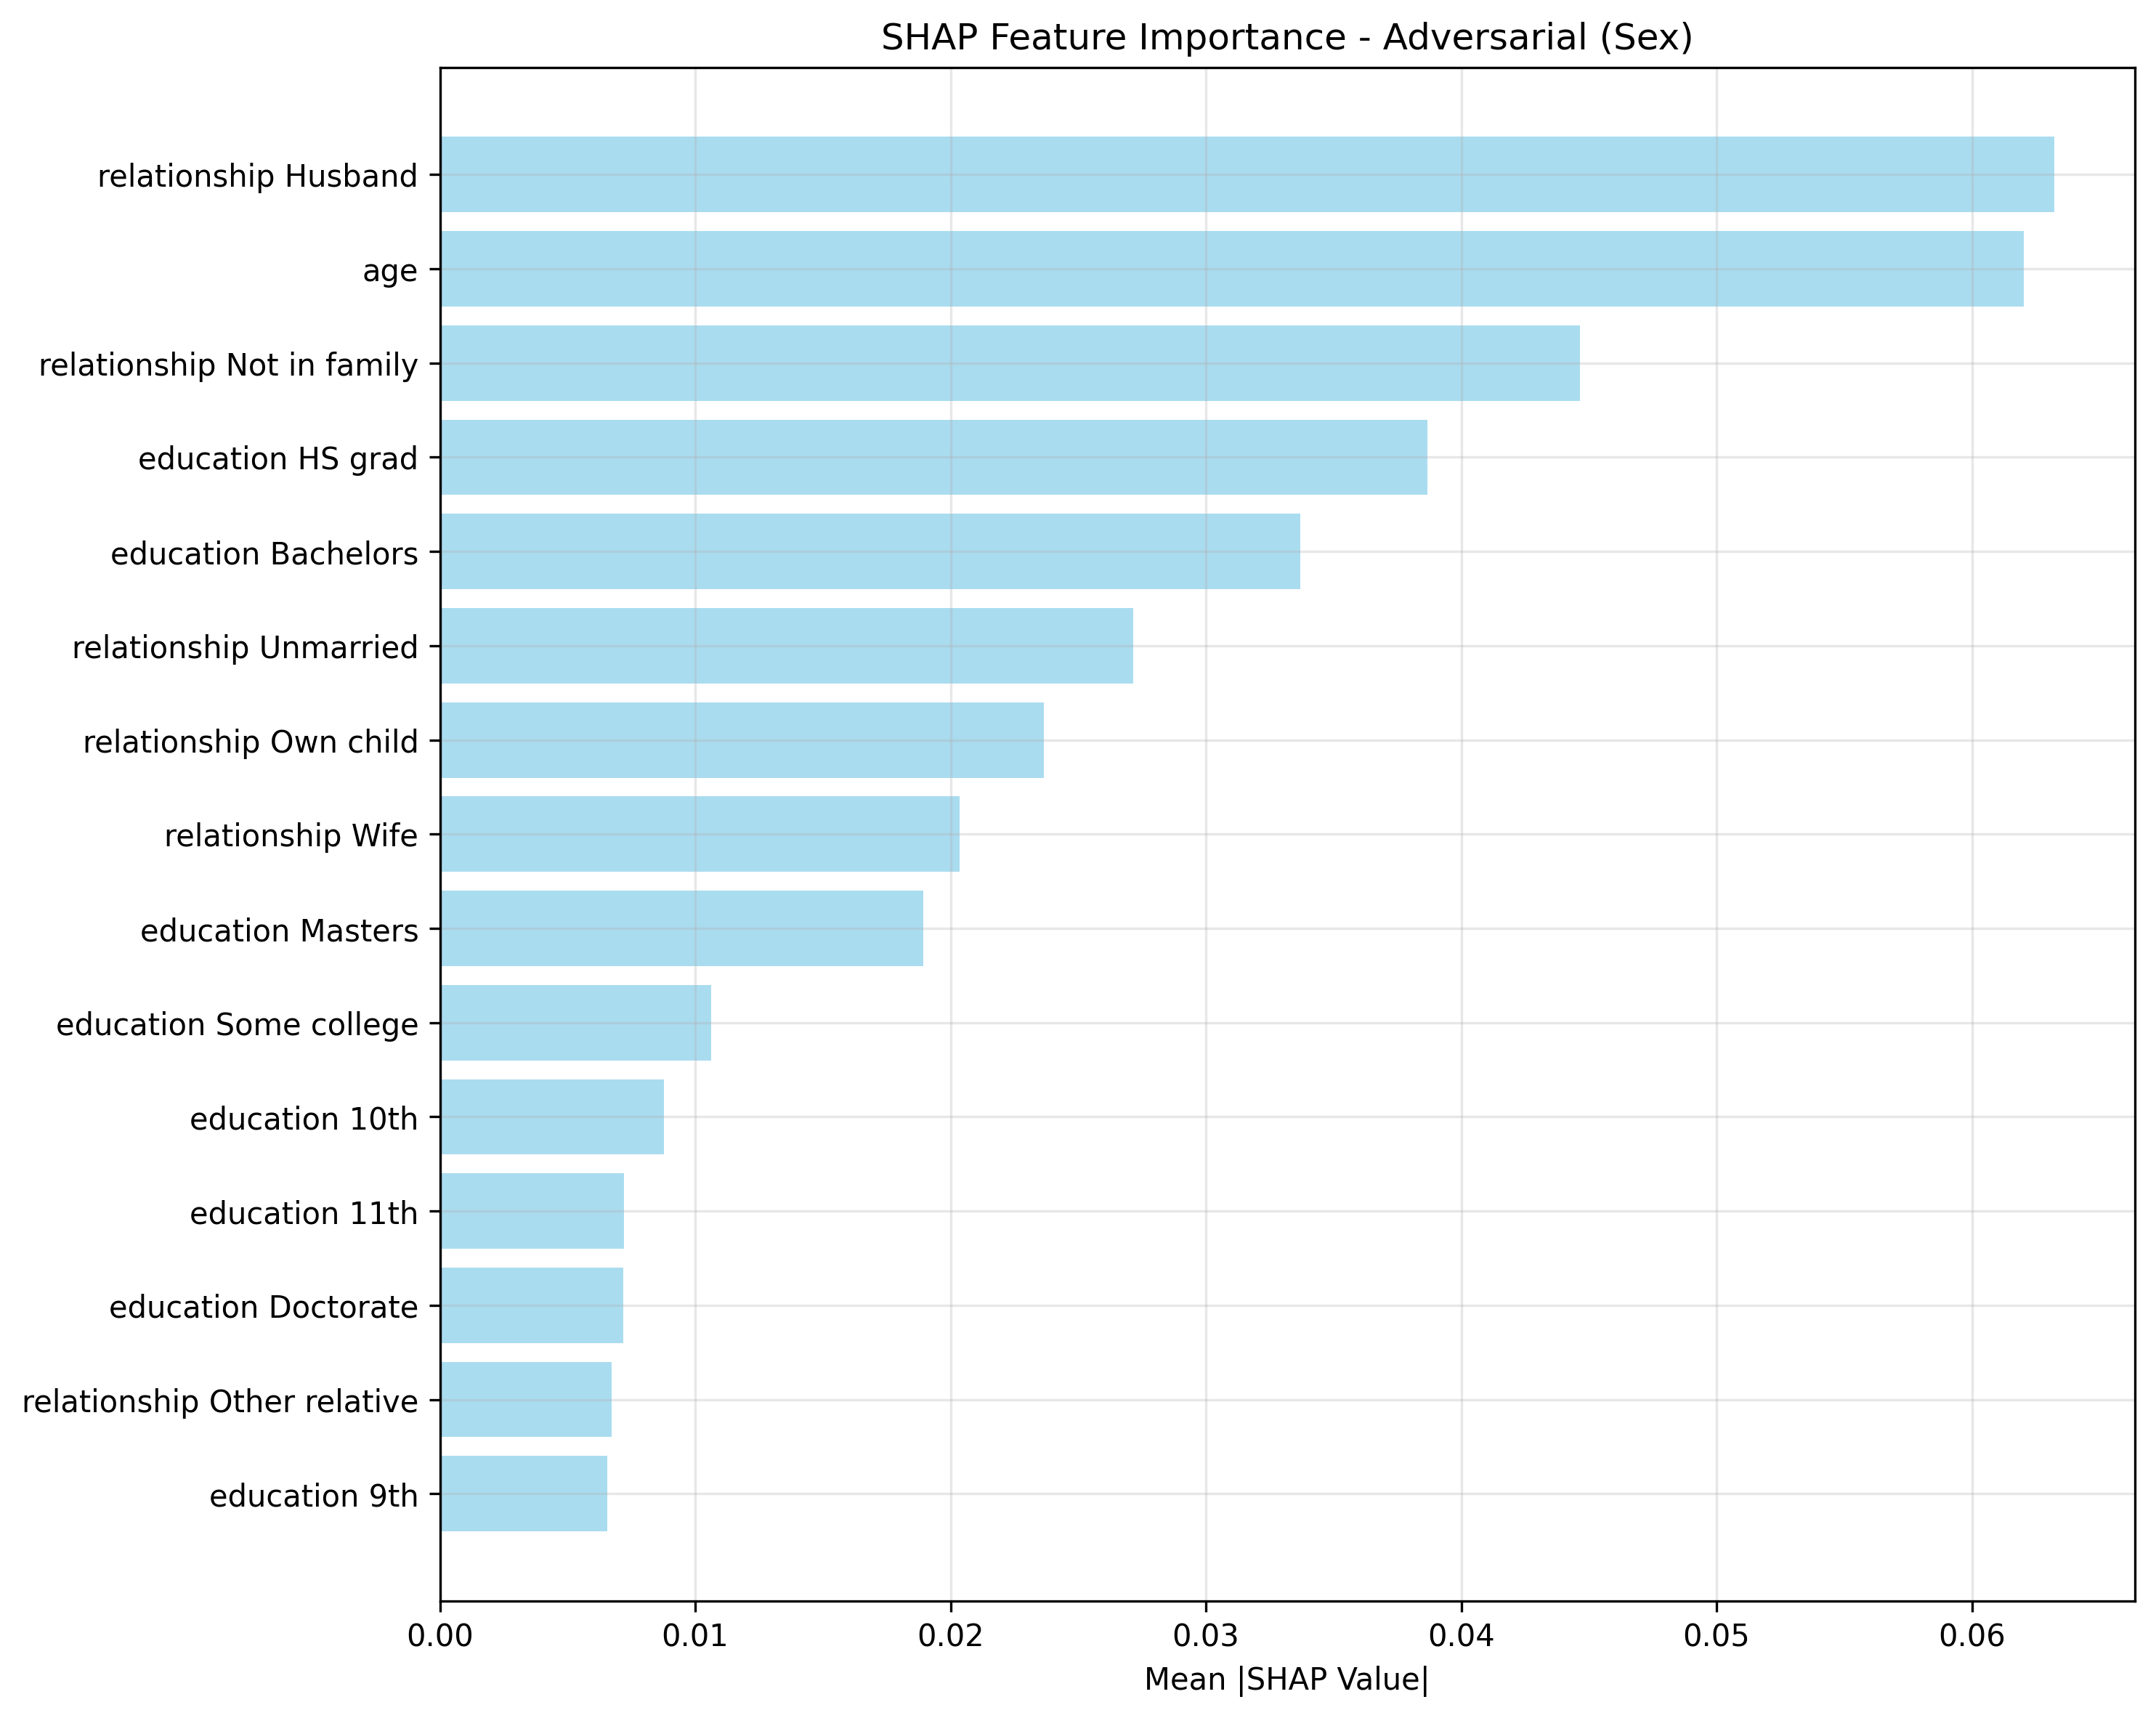 SHAP Feature Importance - Adversarial (Sex)
relationship Husband
age
relationship Not in family
education HS grad
education Bachelors
relationship Unmarried
relationship Own child
relationship Wife
education Masters
education Some college
education 10th
education 11th
education Doctorate
relationship Other relative
education 9th
0.00 0.01 0.02 0.03 0.04 0.05 0.06
Mean |SHAP Value|